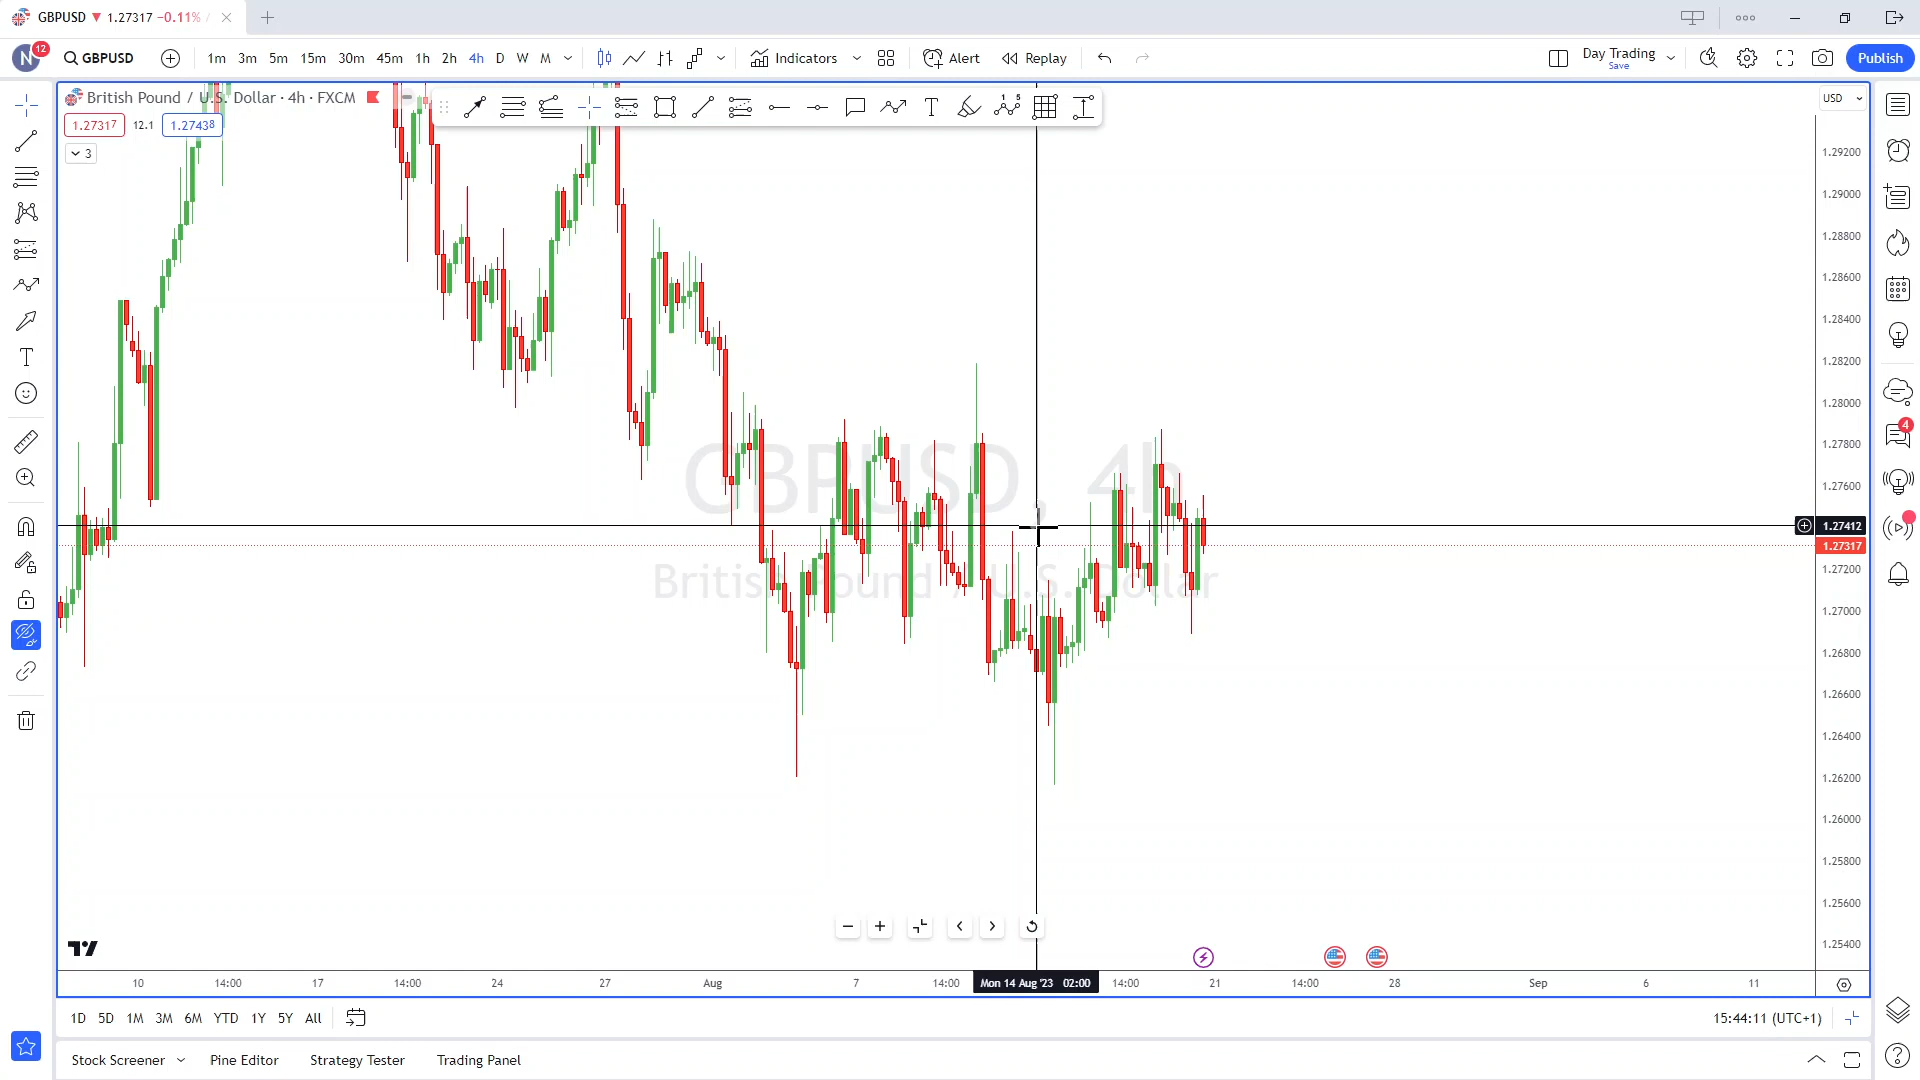 GBPUSD ▼ 1.27317 −0.11% /
N 12 GBPUSD 1m 3m 5m 15m 30m 45m 1h 2h 4h D W M Indicators Alert Replay Day Trading Save Publish
British Pound / U.S. Dollar · 4h · FXCM
USD
1.27317 12.1 1.27438
3
1.29200
1.29000
1.28800
1.28600
1.28400
1.28200
1.28000
1.27800
1.27600
1.27412
1.27317
1.27200
1.27000
1.26800
1.26600
1.26400
1.26200
1.26000
1.25800
1.25600
1.25400
GBPUSD, 4h
British Pound / U.S. Dollar
4
10 14:00 17 14:00 24 27 Aug 7 14:00 Mon 14 Aug '23 02:00 14:00 21 14:00 28 Sep 6 11
1D 5D 1M 3M 6M YTD 1Y 5Y All 15:44:11 (UTC+1)
Stock Screener Pine Editor Strategy Tester Trading Panel